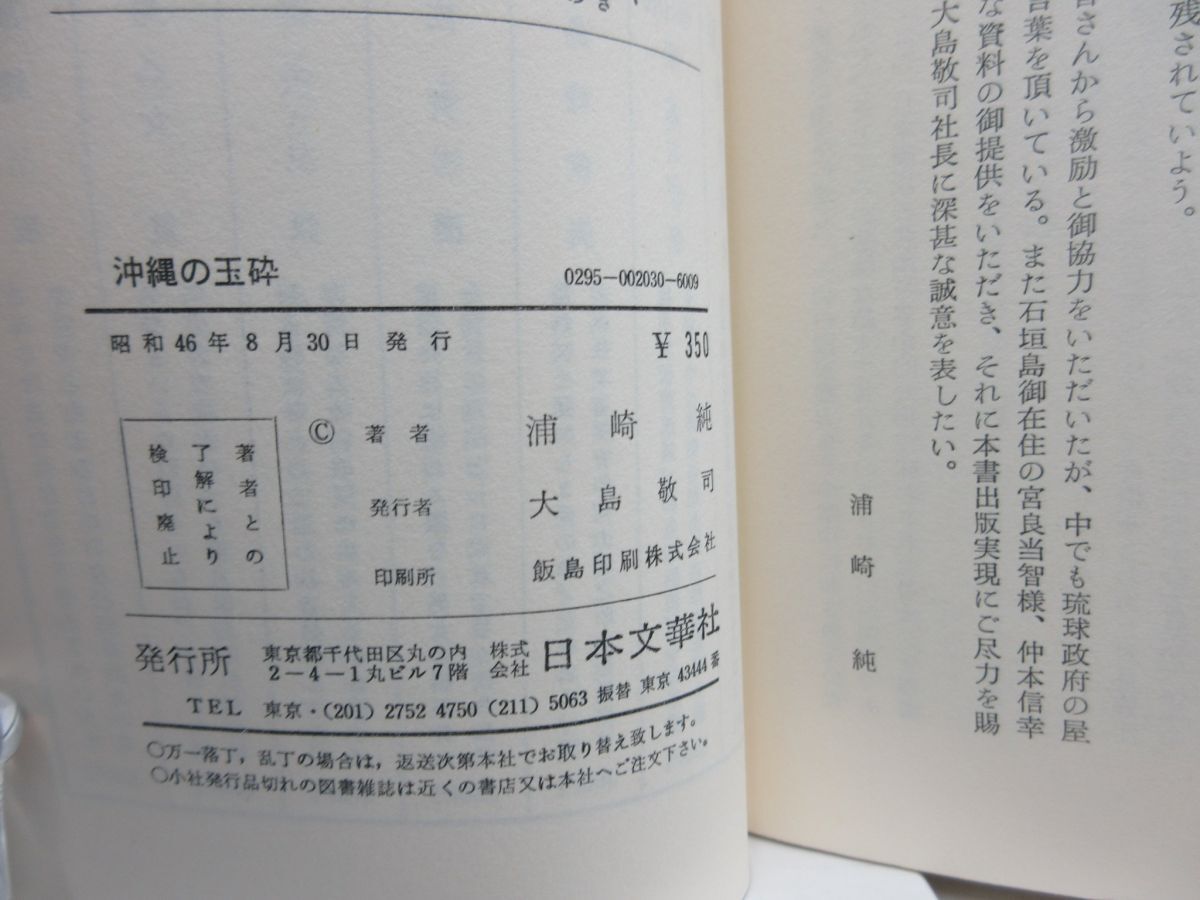 残されていよう。
皆さんから激励と御協力をいただいたが、中でも琉球政府の屋
言葉を頂いている。また石垣島御在住の宮良当智様、仲本信幸
な資料の御提供をいただき、それに本書出版実現にご尽力を賜
大島敬司社長に深甚な誠意を表したい。
浦崎 純
沖縄の玉砕 0295-002030-6009
昭和46年8月30日 発行 ¥ 350
© 著者 浦崎 純
発行者 大島敬司
印刷所 飯島印刷株式会社
著者との
了解により
検印廃止
発行所 東京都千代田区丸の内 株式 日本文華社
2-4-1丸ビル7階 会社
TEL 東京・(201) 2752 4750 (211) 5063 振替 東京 43444 番
○万一落丁,乱丁の場合は,返送次第本社でお取り替え致します。
○小社発行品切れの図書雑誌は近くの書店又は本社へご注文下さい。